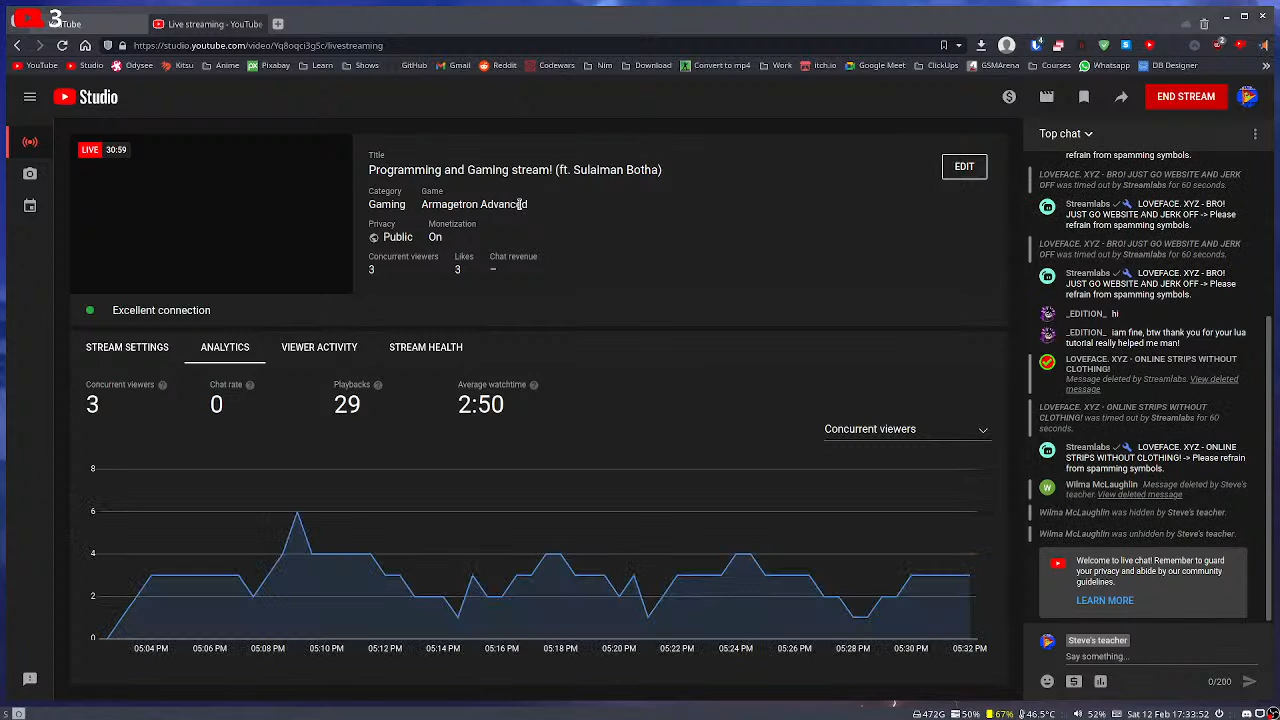 3
YouTube
Live streaming - YouTube
https://studio.youtube.com/video/Yq8oqci3g5c/livestreaming
2
YouTube Studio Odysee Kitsu Anime Pixabay Learn Shows GitHub Gmail Reddit Codewars Nim Download Convert to mp4 Work itch.io Google Meet ClickUps GSMArena Courses Whatsapp DB Designer
Studio
END STREAM
LIVE 30:59
Title
Programming and Gaming stream! (ft. Sulaiman Botha)
EDIT
Category Game
Gaming Armagetron Advanced
Privacy Monetization
Public On
Concurrent viewers Likes Chat revenue
3 3 –
Excellent connection
STREAM SETTINGS ANALYTICS VIEWER ACTIVITY STREAM HEALTH
Concurrent viewers Chat rate Playbacks Average watchtime
3 0 29 2:50
Concurrent viewers
8
6
4
2
0
05:04 PM 05:06 PM 05:08 PM 05:10 PM 05:12 PM 05:14 PM 05:16 PM 05:18 PM 05:20 PM 05:22 PM 05:24 PM 05:26 PM 05:28 PM 05:30 PM 05:32 PM
Top chat
refrain from spamming symbols.
LOVEFACE. XYZ - BRO! JUST GO WEBSITE AND JERK
OFF was timed out by Streamlabs for 60 seconds.
Streamlabs LOVEFACE. XYZ - BRO!
JUST GO WEBSITE AND JERK OFF -> Please
refrain from spamming symbols.
LOVEFACE. XYZ - BRO! JUST GO WEBSITE AND JERK
OFF was timed out by Streamlabs for 60 seconds.
Streamlabs LOVEFACE. XYZ - BRO!
JUST GO WEBSITE AND JERK OFF -> Please
refrain from spamming symbols.
_EDITION_ hi
_EDITION_ iam fine, btw thank you for your lua
tutorial really helped me man!
LOVEFACE. XYZ - ONLINE STRIPS WITHOUT
CLOTHING!
Message deleted by Streamlabs. View deleted
message
LOVEFACE. XYZ - ONLINE STRIPS WITHOUT
CLOTHING! was timed out by Streamlabs for 60
seconds.
Streamlabs LOVEFACE. XYZ - ONLINE
STRIPS WITHOUT CLOTHING! -> Please refrain
from spamming symbols.
W
Wilma McLaughlin Message deleted by Steve's
teacher. View deleted message
Wilma McLaughlin was hidden by Steve's teacher.
Wilma McLaughlin was unhidden by Steve's teacher.
Welcome to live chat! Remember to guard
your privacy and abide by our community
guidelines.
LEARN MORE
Steve's teacher
Say something...
0/200
S
472G 50% 67% 46.5°C 52% Sat 12 Feb 17:33:52